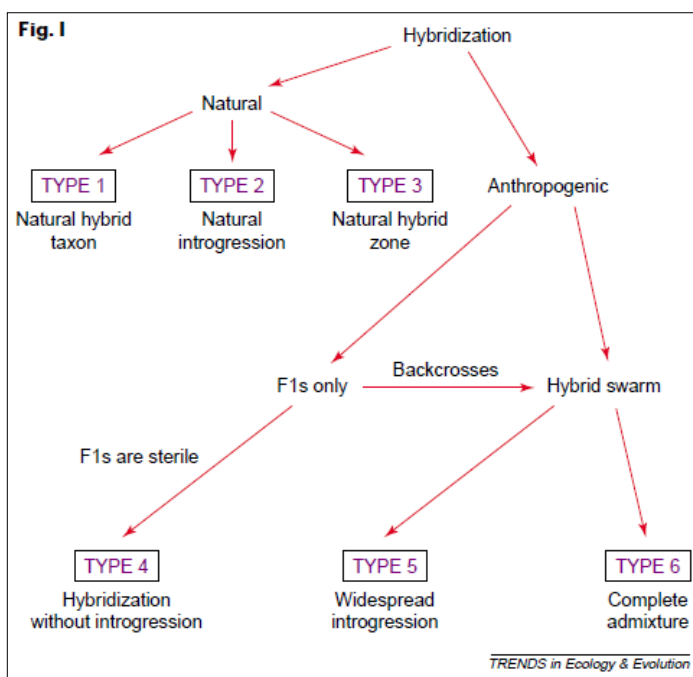 Fig. I
Hybridization
Natural
TYPE 1
TYPE 2
TYPE 3
Anthropogenic
Natural hybrid
taxon
Natural
introgression
Natural hybrid
zone
Backcrosses
F1s only
Hybrid swarm
F1s are sterile
TYPE 4
TYPE 5
TYPE 6
Hybridization
without introgression
Widespread
introgression
Complete
admixture
TRENDS in Ecology & Evolution